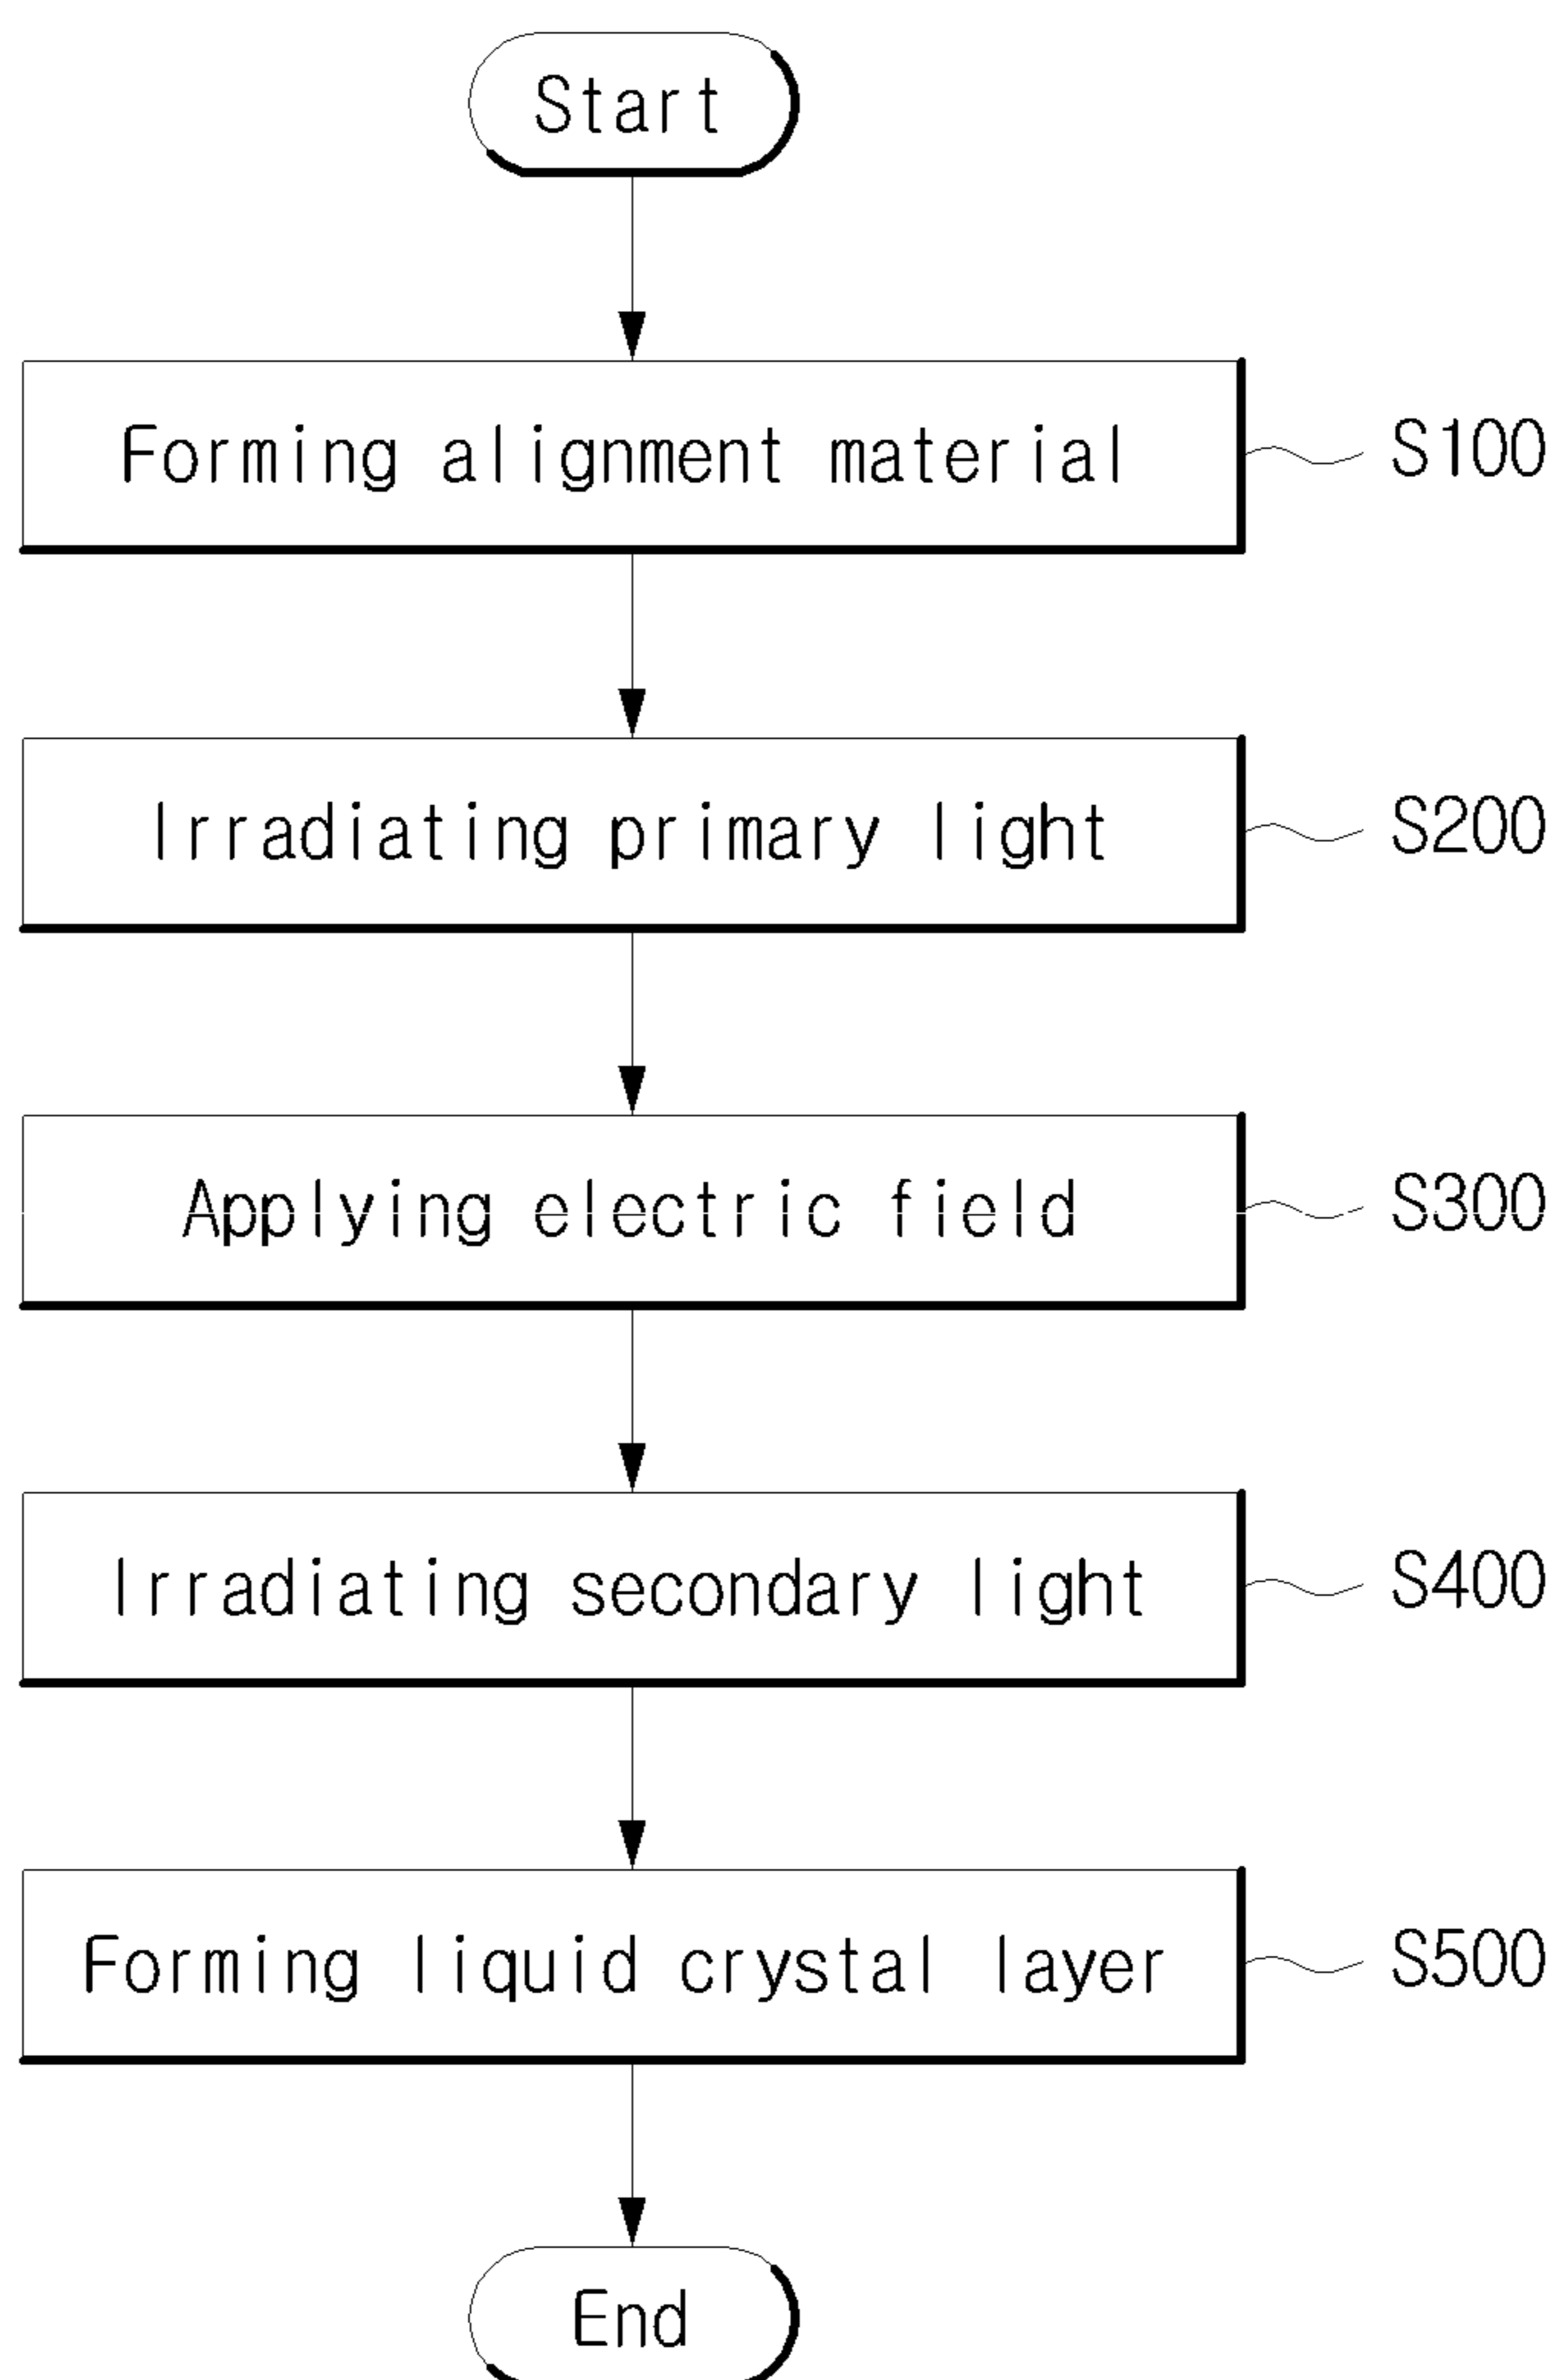 Start
Forming alignment material S100
Irradiating primary light S200
Applying electric field S300
Irradiating secondary light S400
Forming liquid crystal layer S500
End